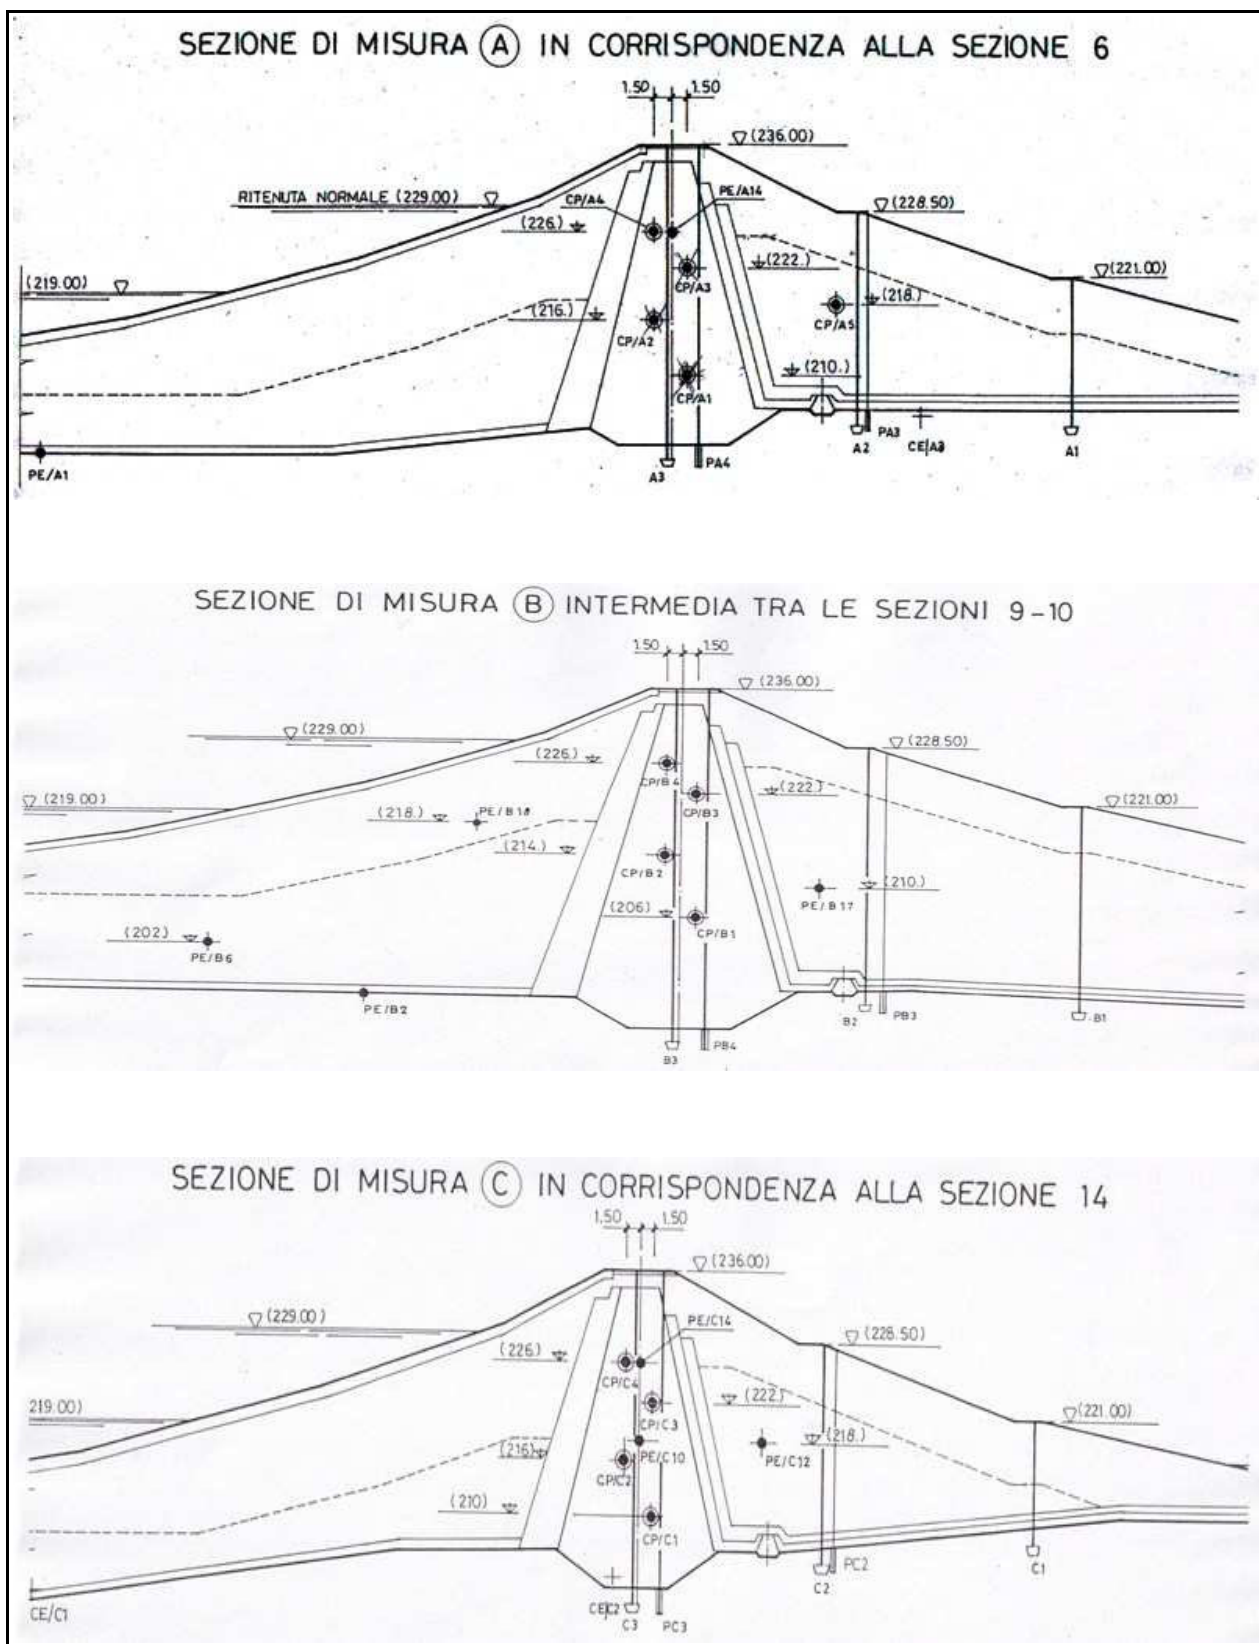 SEZIONE DI MISURA A IN CORRISPONDENZA ALLA SEZIONE 6
1.50 1.50
(236.00)
RITENUTA NORMALE (229.00)
CP/A4
PE/A14
(228.50)
(226.)
(222.)
(221.00)
(219.00)
CP/A3
(216.)
(218.)
CP/A2
CP/A5
(210.)
CP/A1
PE/A1
A3
PA4
A2
PA3
A1
SEZIONE DI MISURA B INTERMEDIA TRA LE SEZIONI 9-10
1.50 1.50
(236.00)
(229.00)
(228.50)
(226.)
CP/B4
(222.)
(219.00)
(221.00)
CP/B3
(218.)
(214.)
CP/B2
(210.)
PE/B17
(206)
CP/B1
(202)
PE/B6
PE/B2
B2
PB3
B1
B3
PB4
SEZIONE DI MISURA C IN CORRISPONDENZA ALLA SEZIONE 14
1.50 1.50
(236.00)
(229.00)
PE/C14
(228.50)
(226.)
CP/C4
(222.)
219.00)
(221.00)
CP/C3
(216)
PE/C10
(218.)
PE/C12
CP/C2
(210)
CP/C1
PC2
C1
C2
CE/C1
C3
PC3